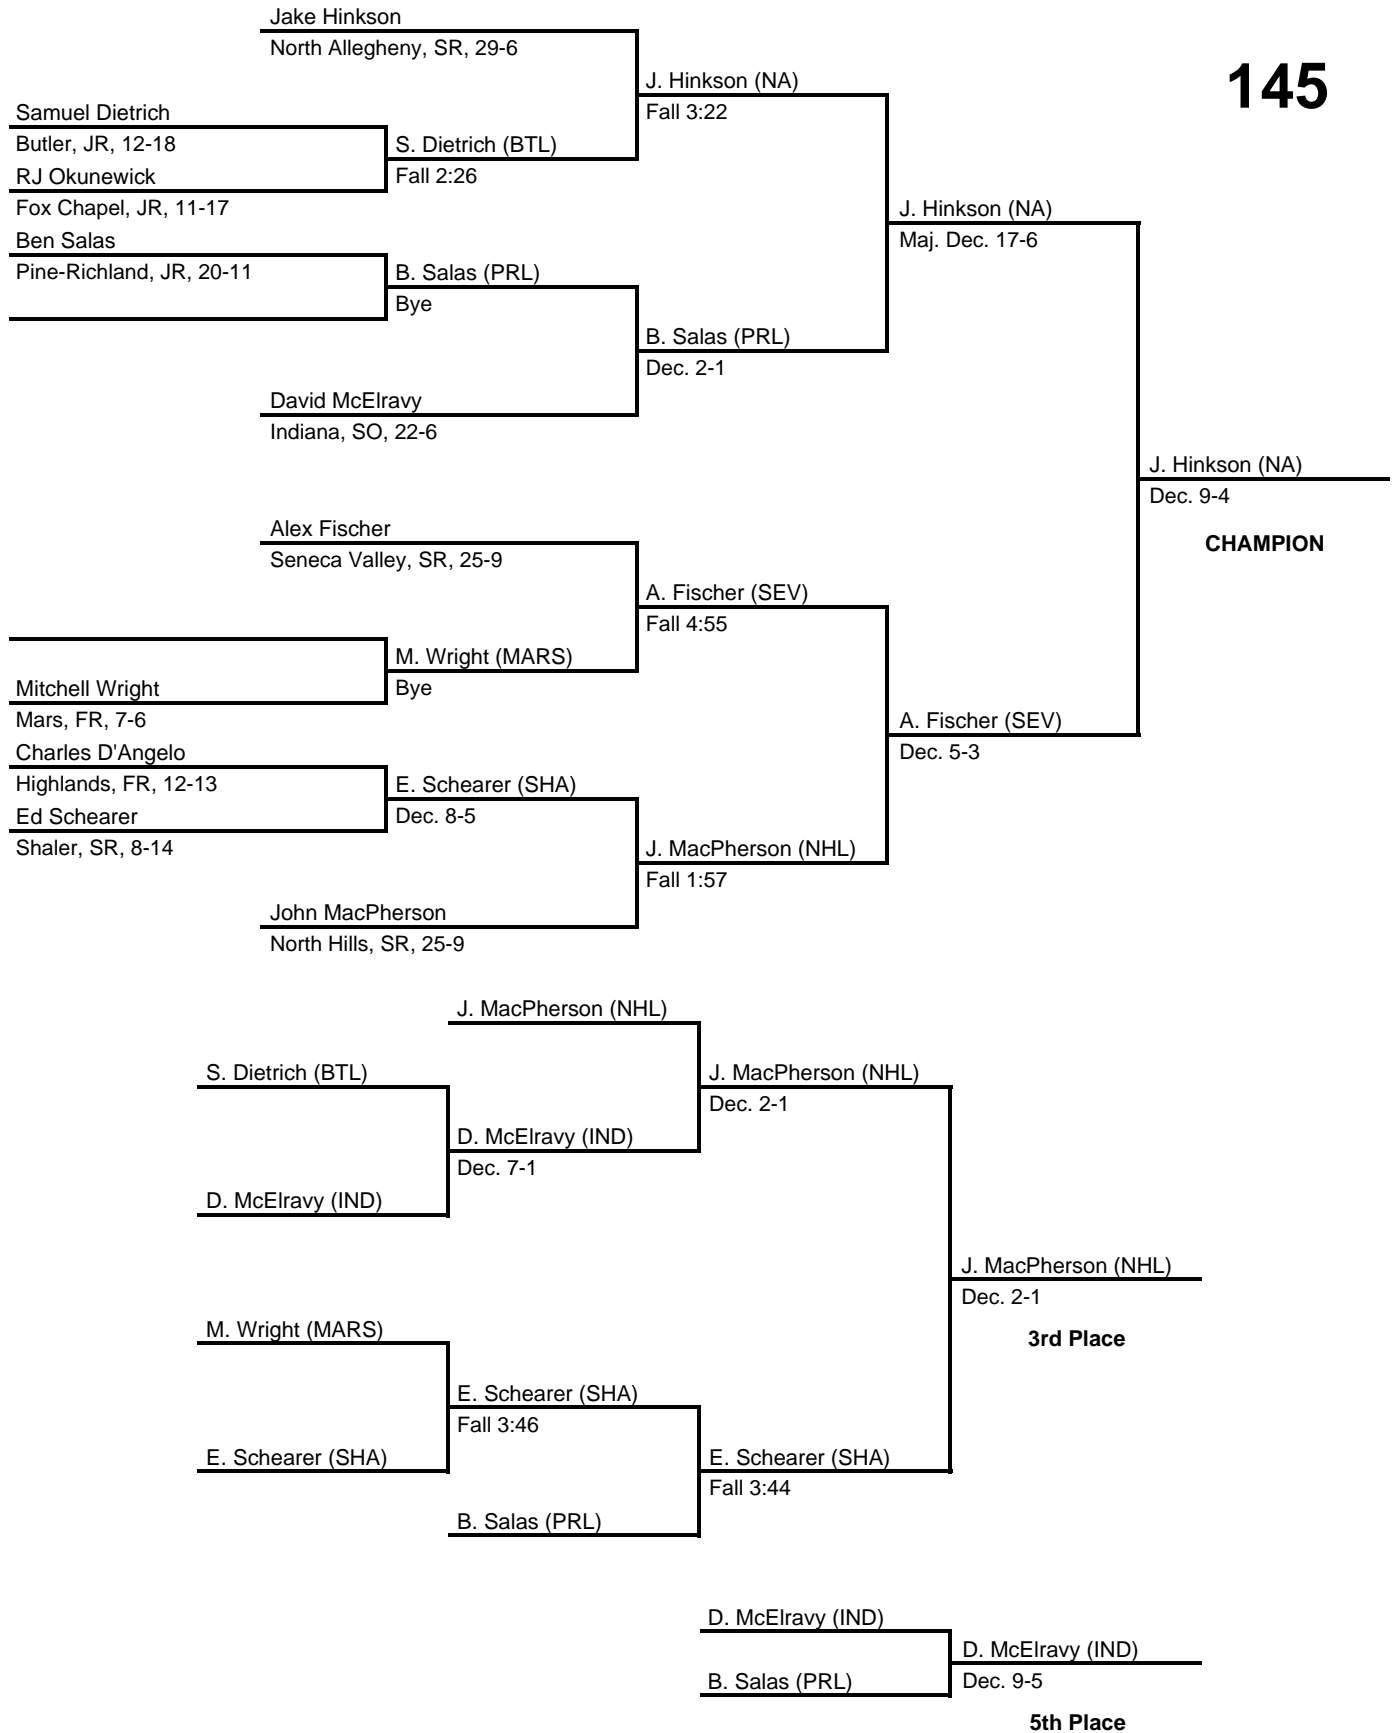 Jake Hinkson
North Allegheny, SR, 29-6
145
J. Hinkson (NA)
Fall 3:22
Samuel Dietrich
Butler, JR, 12-18
S. Dietrich (BTL)
Fall 2:26
RJ Okunewick
Fox Chapel, JR, 11-17
J. Hinkson (NA)
Maj. Dec. 17-6
Ben Salas
Pine-Richland, JR, 20-11
B. Salas (PRL)
Bye
B. Salas (PRL)
Dec. 2-1
David McElravy
Indiana, SO, 22-6
J. Hinkson (NA)
Dec. 9-4
CHAMPION
Alex Fischer
Seneca Valley, SR, 25-9
A. Fischer (SEV)
Fall 4:55
M. Wright (MARS)
Bye
Mitchell Wright
Mars, FR, 7-6
A. Fischer (SEV)
Dec. 5-3
Charles D'Angelo
Highlands, FR, 12-13
E. Schearer (SHA)
Dec. 8-5
Ed Schearer
Shaler, SR, 8-14
J. MacPherson (NHL)
Fall 1:57
John MacPherson
North Hills, SR, 25-9
J. MacPherson (NHL)
S. Dietrich (BTL)
J. MacPherson (NHL)
Dec. 2-1
D. McElravy (IND)
Dec. 7-1
D. McElravy (IND)
J. MacPherson (NHL)
Dec. 2-1
3rd Place
M. Wright (MARS)
E. Schearer (SHA)
Fall 3:46
E. Schearer (SHA)
E. Schearer (SHA)
Fall 3:44
B. Salas (PRL)
D. McElravy (IND)
D. McElravy (IND)
Dec. 9-5
B. Salas (PRL)
5th Place